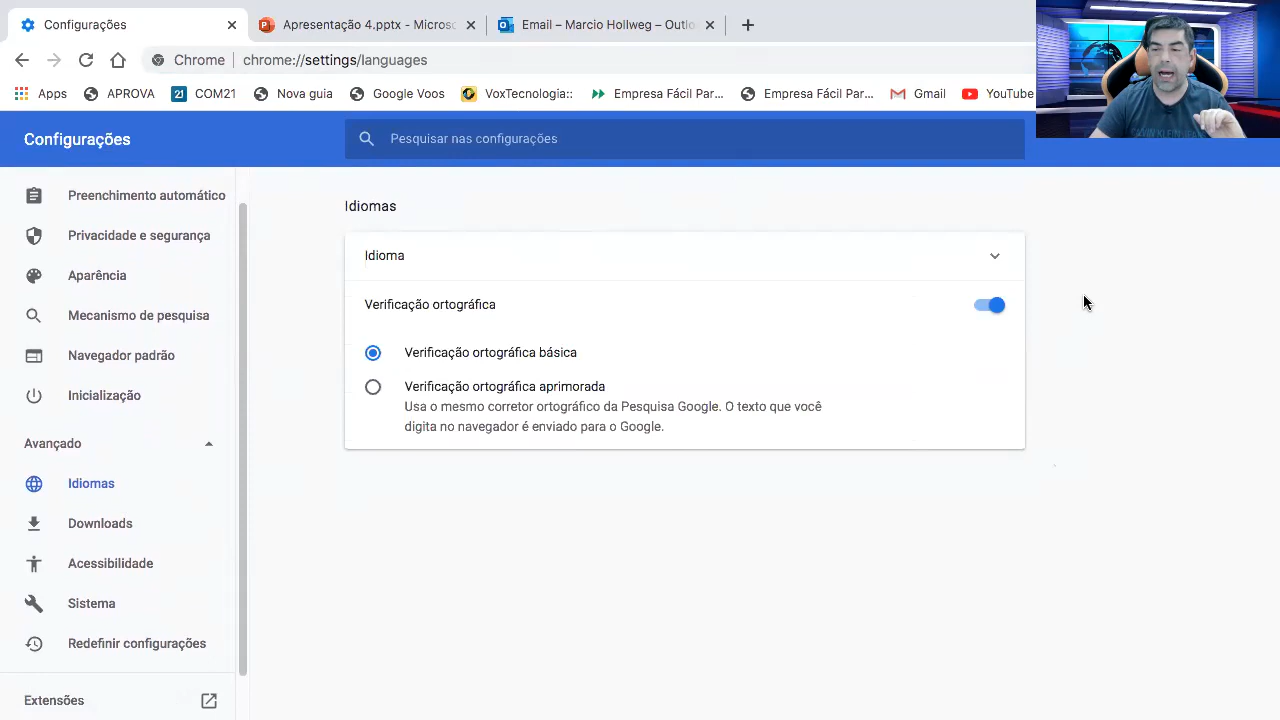 Configurações
Apresentação 4.pptx - Micros
Email – Marcio Hollweg – Outlo
Chrome
chrome://settings/languages
Apps
APROVA
21
COM21
Nova guia
Google Voos
VoxTecnologia::
Empresa Fácil Par...
Empresa Fácil Par...
Gmail
YouTube
Configurações
Pesquisar nas configurações
Preenchimento automático
Privacidade e segurança
Aparência
Mecanismo de pesquisa
Navegador padrão
Inicialização
Avançado
Idiomas
Downloads
Acessibilidade
Sistema
Redefinir configurações
Extensões
Idiomas
Idioma
Verificação ortográfica
Verificação ortográfica básica
Verificação ortográfica aprimorada
Usa o mesmo corretor ortográfico da Pesquisa Google. O texto que você
digita no navegador é enviado para o Google.